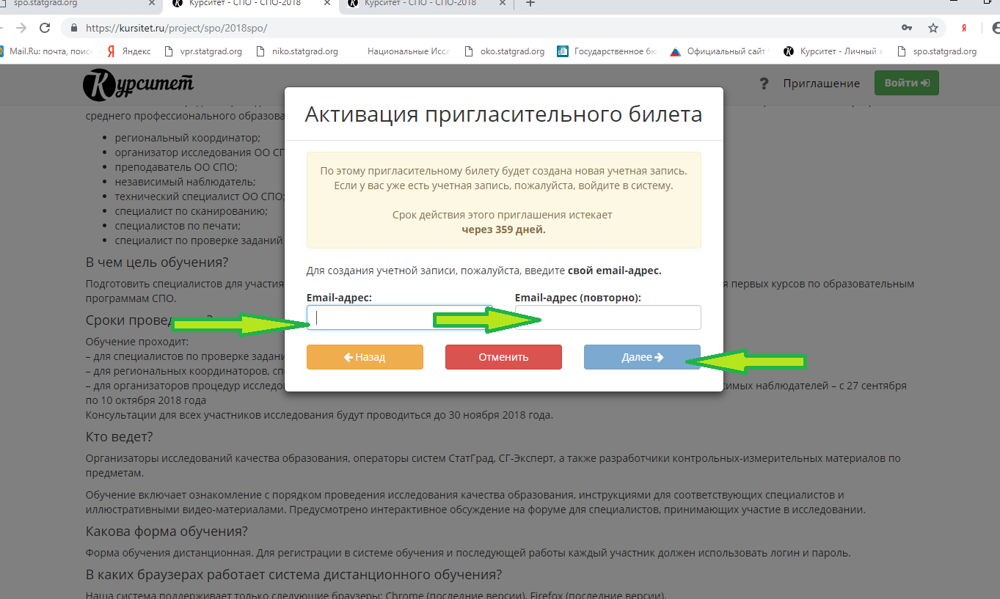 spo.statgrad.org
Курситет - СПО - СПО-2018
Курситет - СПО - СПО-2018
https://kursitet.ru/project/spo/2018spo/
Mail.Ru: почта, поиск
Яндекс
vpr.statgrad.org
niko.statgrad.org
Национальные Иссл
oko.statgrad.org
Государственное бю
Официальный сайт
Курситет - Личный к
spo.statgrad.org
Курситет
? Приглашение Войти
среднего профессионального образова
региональный координатор;
организатор исследования ОО СП
преподаватель ОО СПО;
независимый наблюдатель;
технический специалист ОО СПО;
специалист по сканированию;
специалистов по печати;
специалист по проверке заданий
В чем цель обучения?
Подготовить специалистов для участия
я первых курсов по образовательным
программам СПО.
Сроки провед
Обучение проходит:
– для специалистов по проверке задани
– для региональных координаторов, сп
– для организаторов процедур исследов
симых наблюдателей – с 27 сентября
по 10 октября 2018 года
Консультации для всех участников исследования будут проводиться до 30 ноября 2018 года.
Кто ведет?
Организаторы исследований качества образования, операторы систем СтатГрад, СГ-Эксперт, а также разработчики контрольных-измерительных материалов по
предметам.
Обучение включает ознакомление с порядком проведения исследования качества образования, инструкциями для соответствующих специалистов и
иллюстративными видео-материалами. Предусмотрено интерактивное обсуждение на форуме для специалистов, принимающих участие в исследовании.
Какова форма обучения?
Форма обучения дистанционная. Для регистрации в системе обучения и последующей работы каждый участник должен использовать логин и пароль.
В каких браузерах работает система дистанционного обучения?
Наша система поддерживает только следующие браузеры: Chrome (последние версии), Firefox (последние версии).
Активация пригласительного билета
По этому пригласительному билету будет создана новая учетная запись.
Если у вас уже есть учетная запись, пожалуйста, войдите в систему.
Срок действия этого приглашения истекает
через 359 дней.
Для создания учетной записи, пожалуйста, введите свой email-адрес.
Email-адрес:
Email-адрес (повторно):
Назад
Отменить
Далее